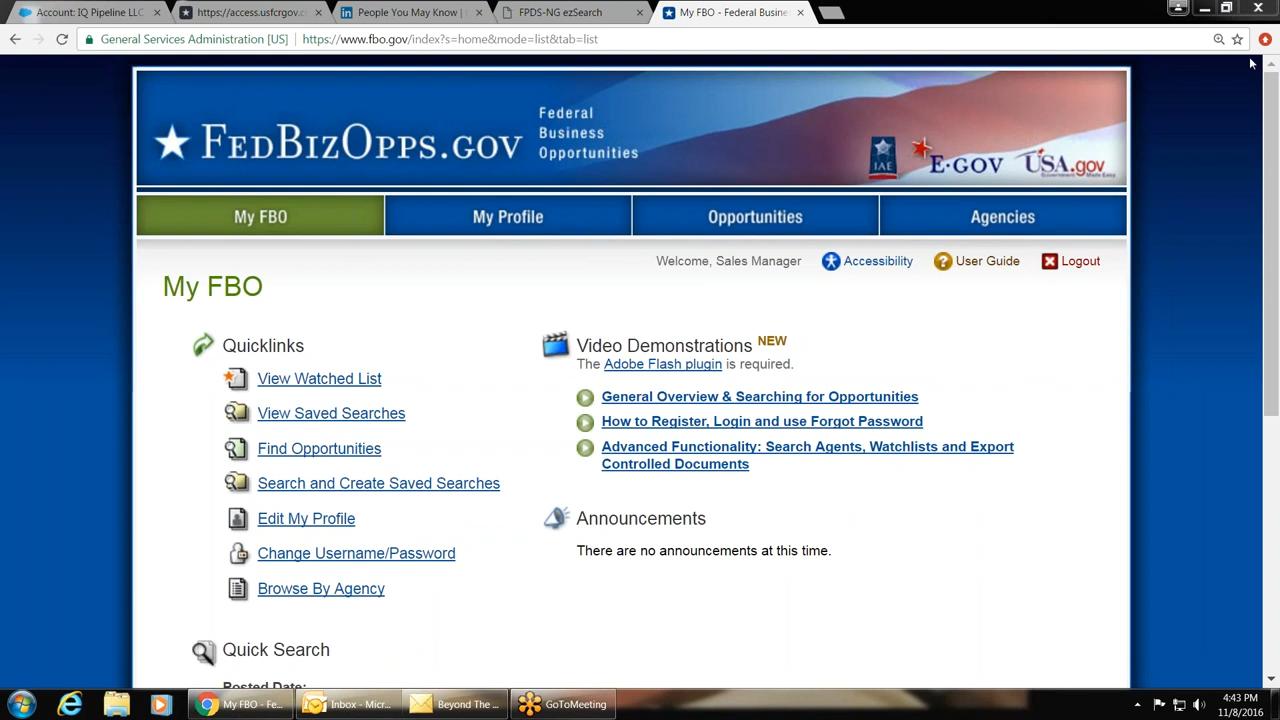 Account: IQ Pipeline LLC
https://access.usfcrgov.c
People You May Know |
FPDS-NG ezSearch
My FBO - Federal Busine
General Services Administration [US] https://www.fbo.gov/index?s=home&mode=list&tab=list
FEDBIZOPPS.GOV
Federal
Business
Opportunities
IAE
E-GOV
USA.gov
My FBO
My Profile
Opportunities
Agencies
Welcome, Sales Manager
Accessibility
User Guide
Logout
My FBO
Quicklinks
View Watched List
View Saved Searches
Find Opportunities
Search and Create Saved Searches
Edit My Profile
Change Username/Password
Browse By Agency
Video Demonstrations NEW
The Adobe Flash plugin is required.
General Overview & Searching for Opportunities
How to Register, Login and use Forgot Password
Advanced Functionality: Search Agents, Watchlists and Export
Controlled Documents
Announcements
There are no announcements at this time.
Quick Search
Posted Date:
My FBO - Fe...
Inbox - Micr...
Beyond The ...
GoToMeeting
4:43 PM
11/8/2016